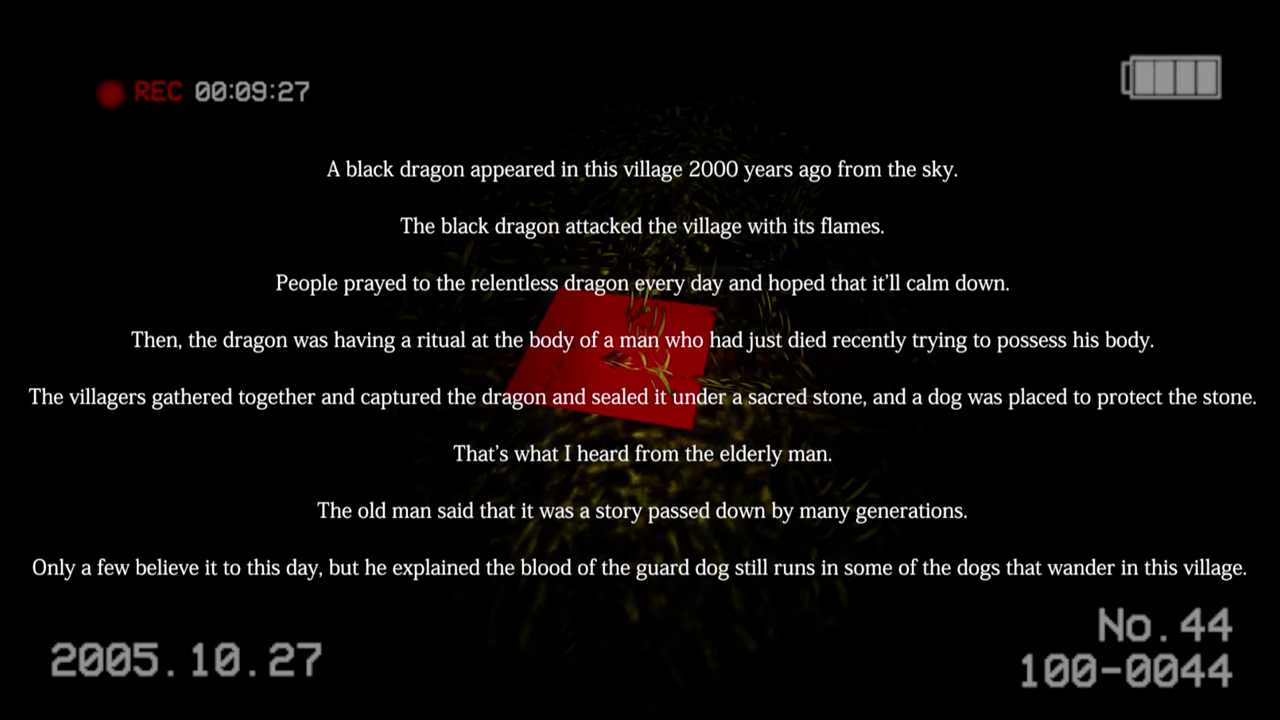 REC 00:09:27
A black dragon appeared in this village 2000 years ago from the sky.
The black dragon attacked the village with its flames.
People prayed to the relentless dragon every day and hoped that it'll calm down.
Then, the dragon was having a ritual at the body of a man who had just died recently trying to possess his body.
The villagers gathered together and captured the dragon and sealed it under a sacred stone, and a dog was placed to protect the stone.
That's what I heard from the elderly man.
The old man said that it was a story passed down by many generations.
Only a few believe it to this day, but he explained the blood of the guard dog still runs in some of the dogs that wander in this village.
2005.10.27
No.44
100-0044